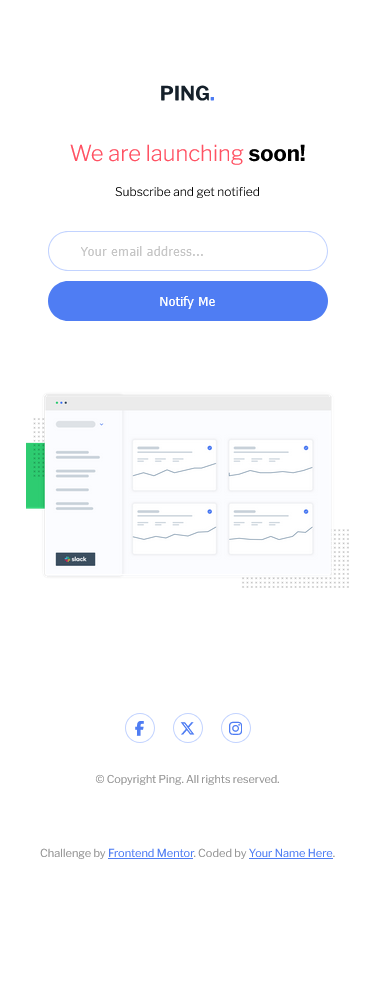 PING.
We are launching soon!
Subscribe and get notified
Your email address...
Notify Me
slack
© Copyright Ping. All rights reserved.
Challenge by Frontend Mentor. Coded by Your Name Here.